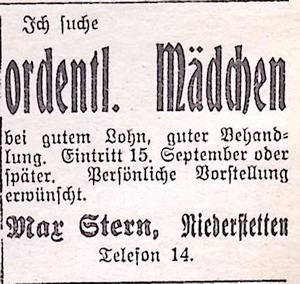 Ich suche
ordentl. Mädchen
bei gutem Lohn, guter Behand-
lung. Eintritt 15. September oder
später. Persönliche Vorstellung
erwünscht.
Max Stern, Niederstetten
Telefon 14.